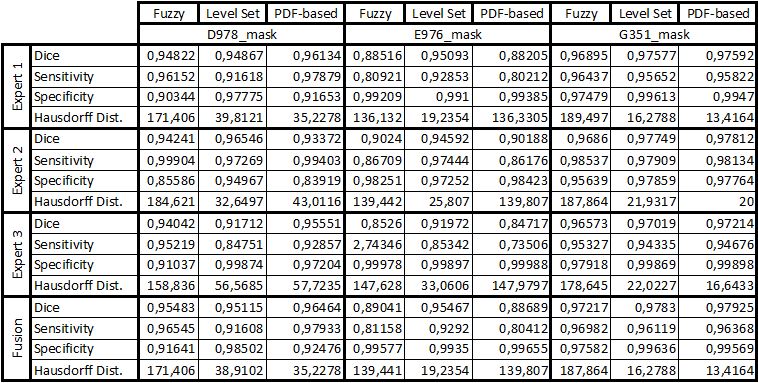 Fuzzy Level Set PDF-based Fuzzy Level Set PDF-based Fuzzy Level Set PDF-based
D978_mask E976_mask G351_mask
Expert 1
Dice 0,94822 0,94867 0,96134 0,88516 0,95093 0,88205 0,96895 0,97577 0,97592
Sensitivity 0,96152 0,91618 0,97879 0,80921 0,92853 0,80212 0,96437 0,95652 0,95822
Specificity 0,90344 0,97775 0,91653 0,99209 0,991 0,99385 0,97479 0,99613 0,9947
Hausdorff Dist. 171,406 39,8121 35,2278 136,132 19,2354 136,3305 189,497 16,2788 13,4164
Expert 2
Dice 0,94241 0,96546 0,93372 0,9024 0,94592 0,90188 0,9686 0,97749 0,97812
Sensitivity 0,99904 0,97269 0,99403 0,86709 0,97444 0,86176 0,98537 0,97909 0,98134
Specificity 0,85586 0,94967 0,83919 0,98251 0,97252 0,98423 0,95639 0,97859 0,97764
Hausdorff Dist. 184,621 32,6497 43,0116 139,442 25,807 139,807 187,864 21,9317 20
Expert 3
Dice 0,94042 0,91712 0,95551 0,8526 0,91972 0,84717 0,96573 0,97019 0,97214
Sensitivity 0,95219 0,84751 0,92857 2,74346 0,85342 0,73506 0,95327 0,94335 0,94676
Specificity 0,91037 0,99874 0,97204 0,99978 0,99897 0,99988 0,97918 0,99869 0,99898
Hausdorff Dist. 158,836 56,5685 57,7235 147,628 33,0606 147,9797 178,645 22,0227 16,6433
Fusion
Dice 0,95483 0,95115 0,96464 0,89041 0,95467 0,88689 0,97217 0,9783 0,97925
Sensitivity 0,96545 0,91608 0,97933 0,81158 0,9292 0,80412 0,96982 0,96119 0,96368
Specificity 0,91641 0,98502 0,92476 0,99577 0,9935 0,99655 0,97582 0,99636 0,99569
Hausdorff Dist. 171,406 38,9102 35,2278 139,441 19,2354 139,807 187,864 16,2788 13,4164